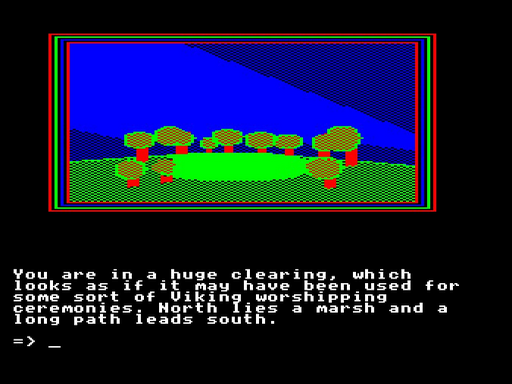 You are in a huge clearing, which
looks as if it may have been used for
some sort of Viking worshipping
ceremonies. North lies a marsh and a
long path leads south.
=> _